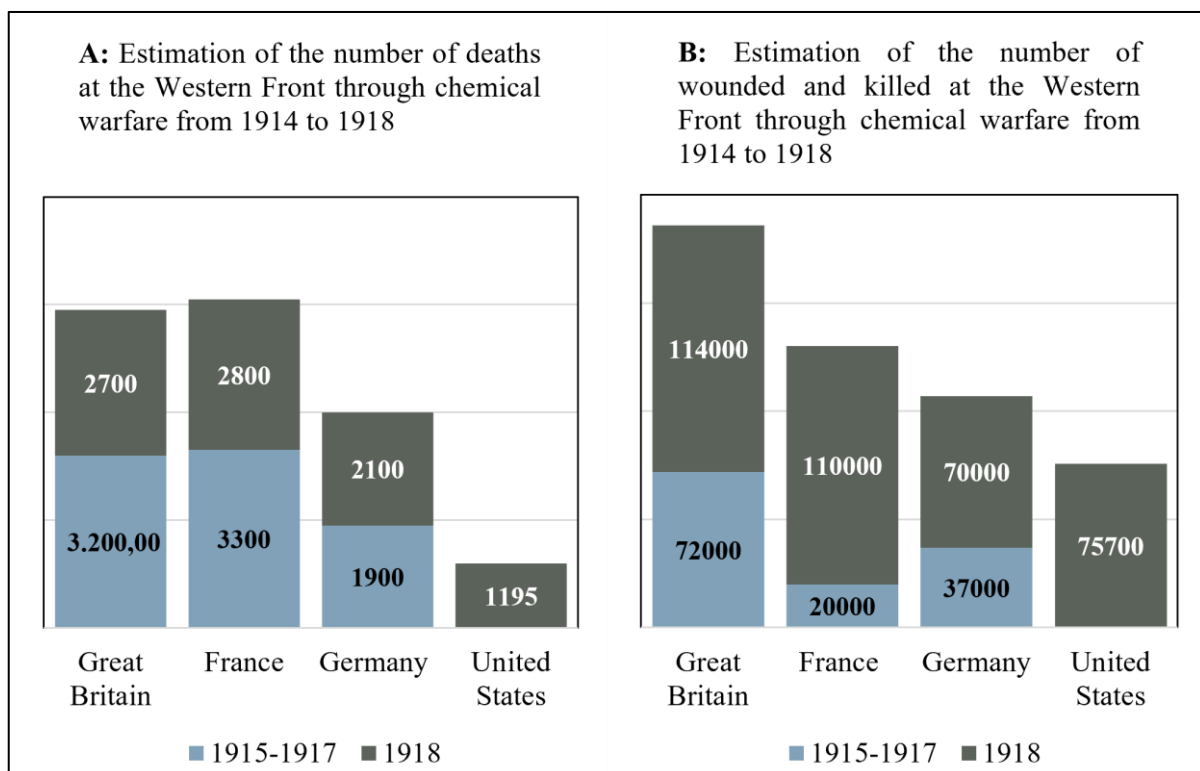 A: Estimation of the number of deaths
at the Western Front through chemical
warfare from 1914 to 1918
2700
2800
2100
3.200,00
3300
1900
1195
Great
Britain
France
Germany
United
States
1915-1917
1918
B: Estimation of the number of
wounded and killed at the Western
Front through chemical warfare from
1914 to 1918
114000
110000
70000
72000
20000
37000
75700
Great
Britain
France
Germany
United
States
1915-1917
1918